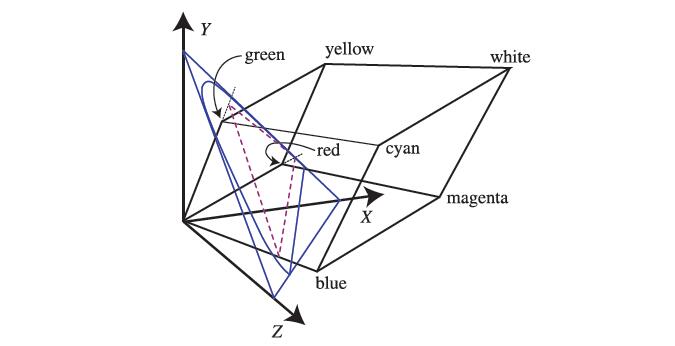 Y
green
yellow
white
red
cyan
magenta
X
blue
Z